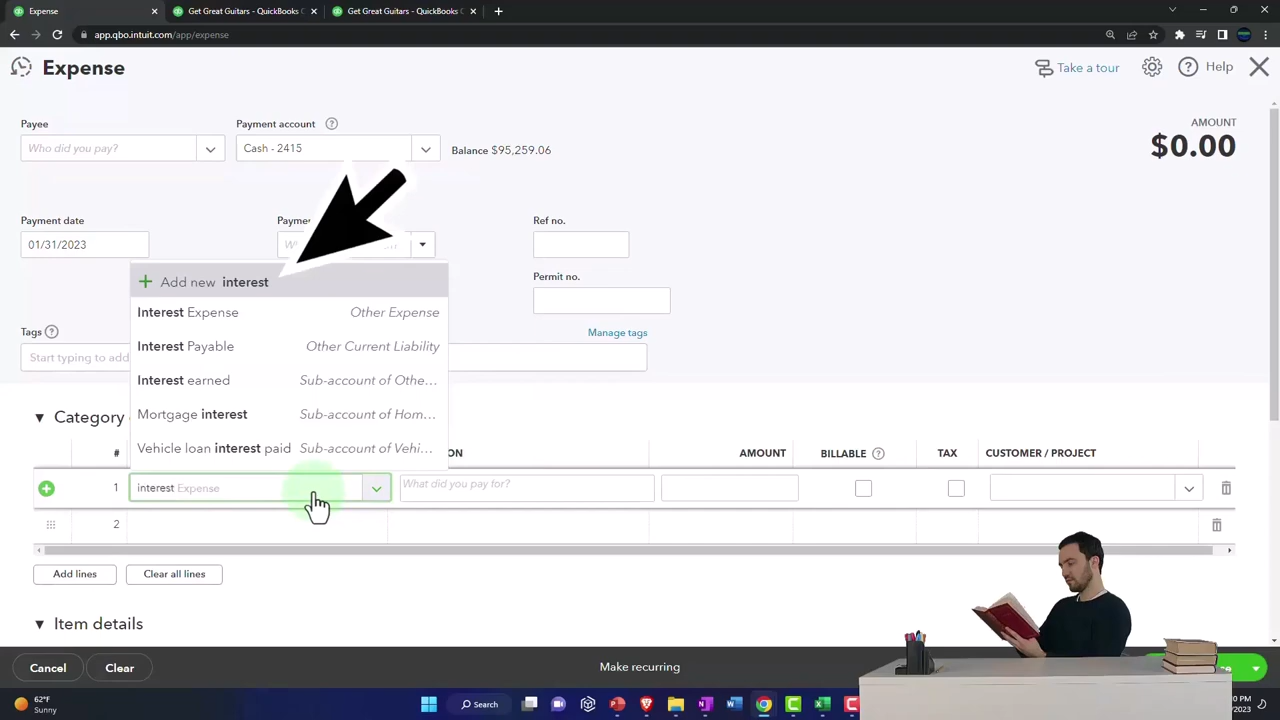 Expense
Get Great Guitars - QuickBooks O
Get Great Guitars - QuickBooks O
app.qbo.intuit.com/app/expense
Expense
Take a tour
Help
Payee
Payment account
AMOUNT
Who did you pay?
Cash - 2415
Balance $95,259.06
$0.00
Payment date
Ref no.
01/31/2023
Permit no.
Add new interest
Interest Expense Other Expense
Tags
Manage tags
Interest Payable Other Current Liability
Start typing to add
Interest earned Sub-account of Othe…
Mortgage interest Sub-account of Hom…
Category
Vehicle loan interest paid Sub-account of Vehi…
# AMOUNT BILLABLE TAX CUSTOMER / PROJECT
1 interest Expense What did you pay for?
2
Add lines
Clear all lines
Item details
Cancel
Clear
Make recurring
62°F
Sunny
Search